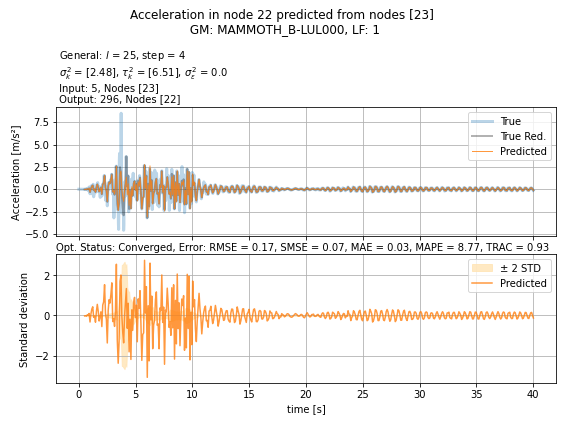 Acceleration in node 22 predicted from nodes [23]
GM: MAMMOTH_B-LUL000, LF: 1
General: l = 25, step = 4
σ²ₖ = [2.48], τ²ₖ = [6.51], σ²ε = 0.0
Input: 5, Nodes [23]
Output: 296, Nodes [22]
True
True Red.
Predicted
Acceleration [m/s²]
7.5
5.0
2.5
0.0
−2.5
−5.0
Opt. Status: Converged, Error: RMSE = 0.17, SMSE = 0.07, MAE = 0.03, MAPE = 8.77, TRAC = 0.93
± 2 STD
Predicted
Standard deviation
2
0
−2
0 5 10 15 20 25 30 35 40
time [s]